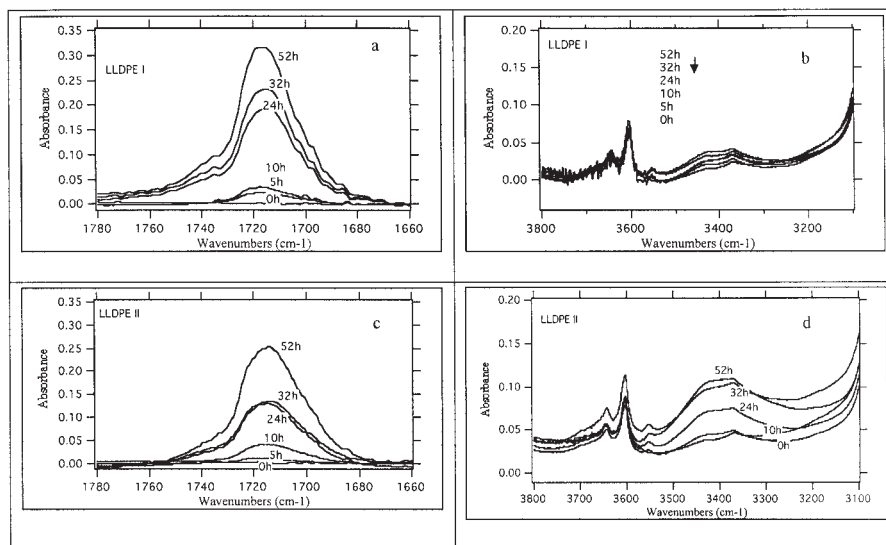 0.35
a
0.30
52h
LLDPE I
0.25
32h
0.20
24h
Absorbance
0.15
0.10
10h
0.05
5h
0.00
0h
1780 1760 1740 1720 1700 1680 1660
Wavenumbers (cm-1)
0.20
LLDPE I
52h
b
32h
0.15
24h
10h
5h
0.10
0h
Absorbance
0.05
0.00
3800 3600 3400 3200
Wavenumbers (cm-1)
0.35
LLDPE II
c
0.30
52h
0.25
0.20
Absorbance
0.15
32h
24h
0.10
10h
0.05
5h
0.00
0h
1780 1760 1740 1720 1700 1680 1660
Wavenumbers (cm-1)
0.20
LLDPE II
d
0.15
52h
Absorbance
0.10
32h
24h
0.05
10h
0h
0.00
3800 3700 3600 3500 3400 3300 3200 3100
Wavenumbers (cm-1)